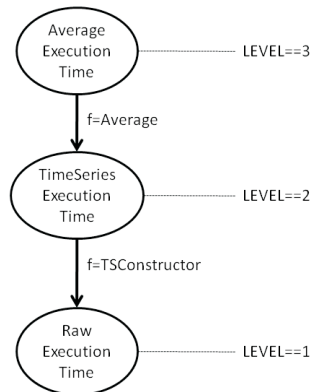 Average
Execution
Time
LEVEL==3
f=Average
TimeSeries
Execution
Time
LEVEL==2
f=TSConstructor
Raw
Execution
Time
LEVEL==1